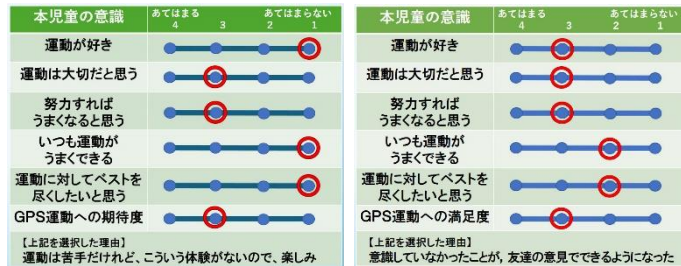 本児童の意識
あてはまる
あてはまらない
4 3 2 1
運動が好き
運動は大切だと思う
努力すれば
うまくなると思う
いつも運動が
うまくできる
運動に対してベストを
尽くしたいと思う
GPS運動への期待度
【上記を選択した理由】
運動は苦手だけれど、こういう体験がないので、楽しみ
本児童の意識
あてはまる
あてはまらない
4 3 2 1
運動が好き
運動は大切だと思う
努力すれば
うまくなると思う
いつも運動が
うまくできる
運動に対してベストを
尽くしたいと思う
GPS運動への満足度
【上記を選択した理由】
意識していなかったことが，友達の意見でできるようになった